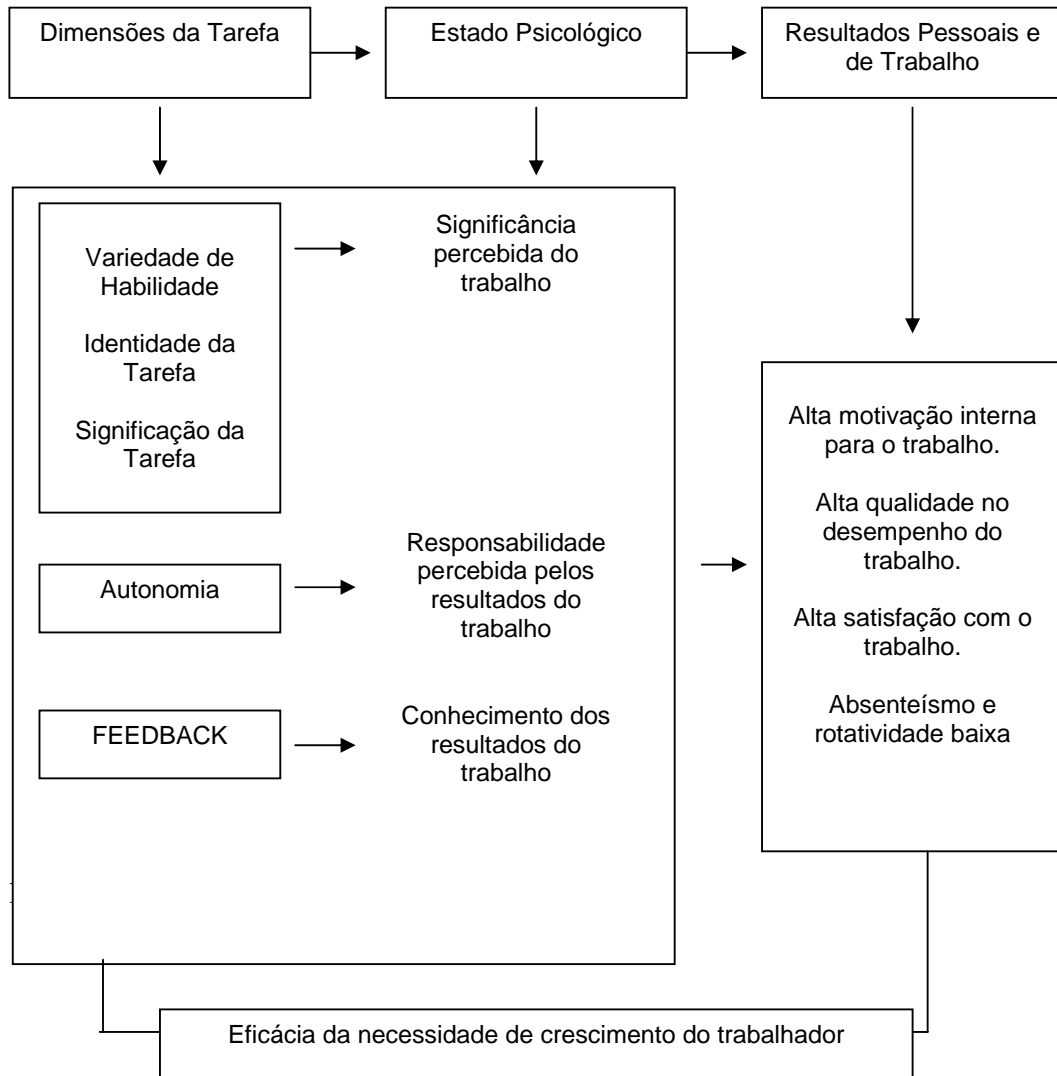 Dimensões da Tarefa
Estado Psicológico
Resultados Pessoais e
de Trabalho
Variedade de
Habilidade
Identidade da
Tarefa
Significação da
Tarefa
Significância
percebida do
trabalho
Autonomia
Responsabilidade
percebida pelos
resultados do
trabalho
FEEDBACK
Conhecimento dos
resultados do
trabalho
Alta motivação interna
para o trabalho.
Alta qualidade no
desempenho do
trabalho.
Alta satisfação com o
trabalho.
Absenteísmo e
rotatividade baixa
Eficácia da necessidade de crescimento do trabalhador